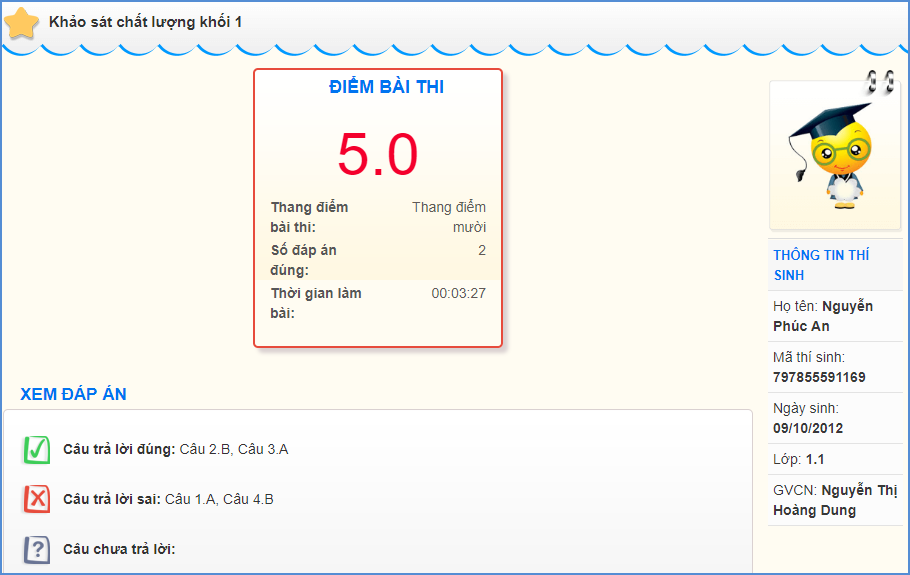 Khảo sát chất lượng khối 1
ĐIỂM BÀI THI
5.0
Thang điểm bài thi: Thang điểm mười
Số đáp án đúng: 2
Thời gian làm bài: 00:03:27
XEM ĐÁP ÁN
Câu trả lời đúng: Câu 2.B, Câu 3.A
Câu trả lời sai: Câu 1.A, Câu 4.B
Câu chưa trả lời:
THÔNG TIN THÍ
SINH
Họ tên: Nguyễn
Phúc An
Mã thí sinh:
797855591169
Ngày sinh:
09/10/2012
Lớp: 1.1
GVCN: Nguyễn Thị
Hoàng Dung